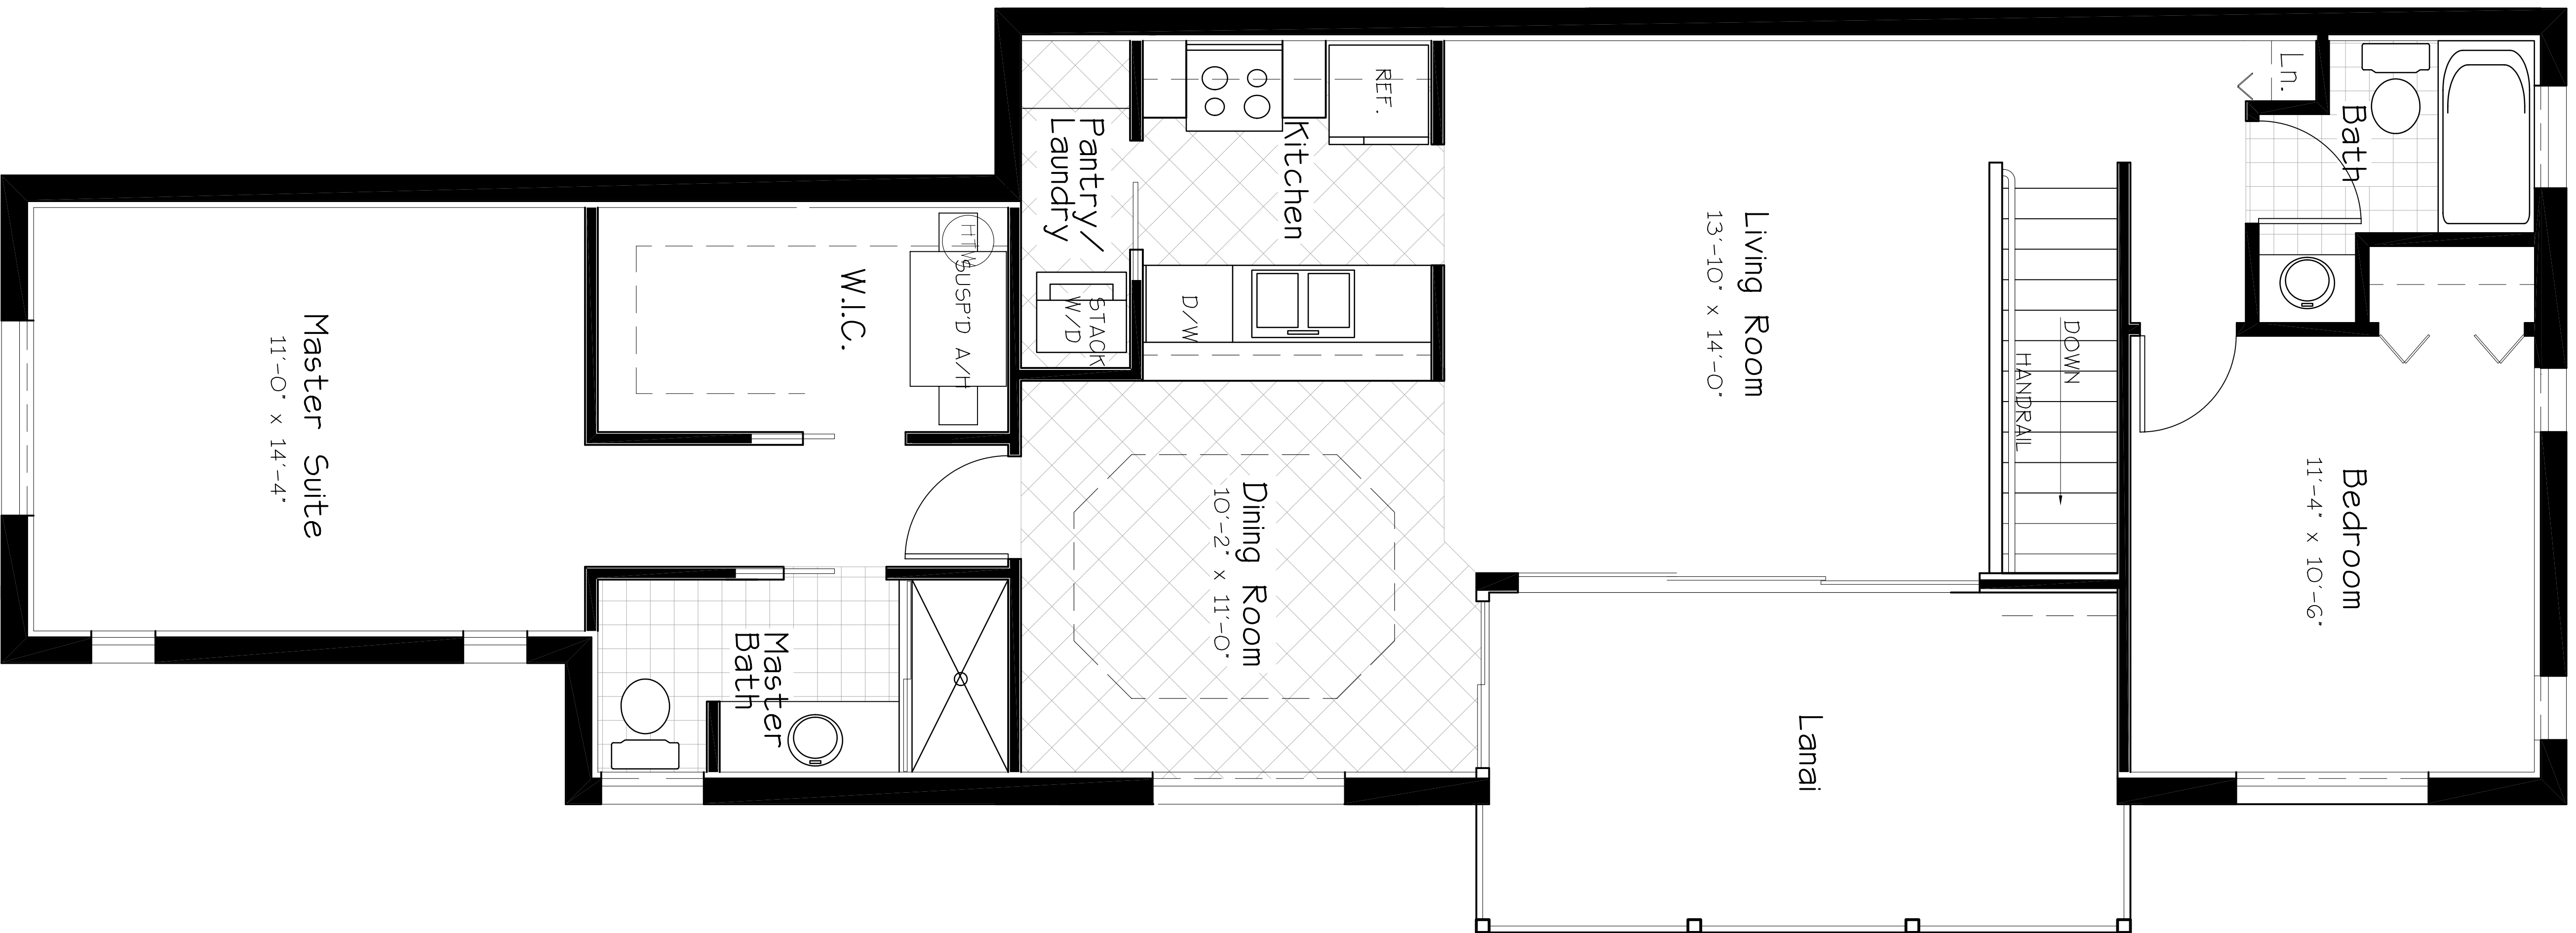 Ln.
Bath
REF.
Kitchen
Pantry/
Laundry
Living Room
13'-10" x 14'-0"
H.T.W
SUSP'D A/H
W.I.C.
STACK
W/D
D/W
DOWN
HANDRAIL
Master Suite
11'-0" x 14'-4"
Bedroom
11'-4" x 10'-6"
Dining Room
10'-2" x 11'-0"
Master
Bath
Lanai